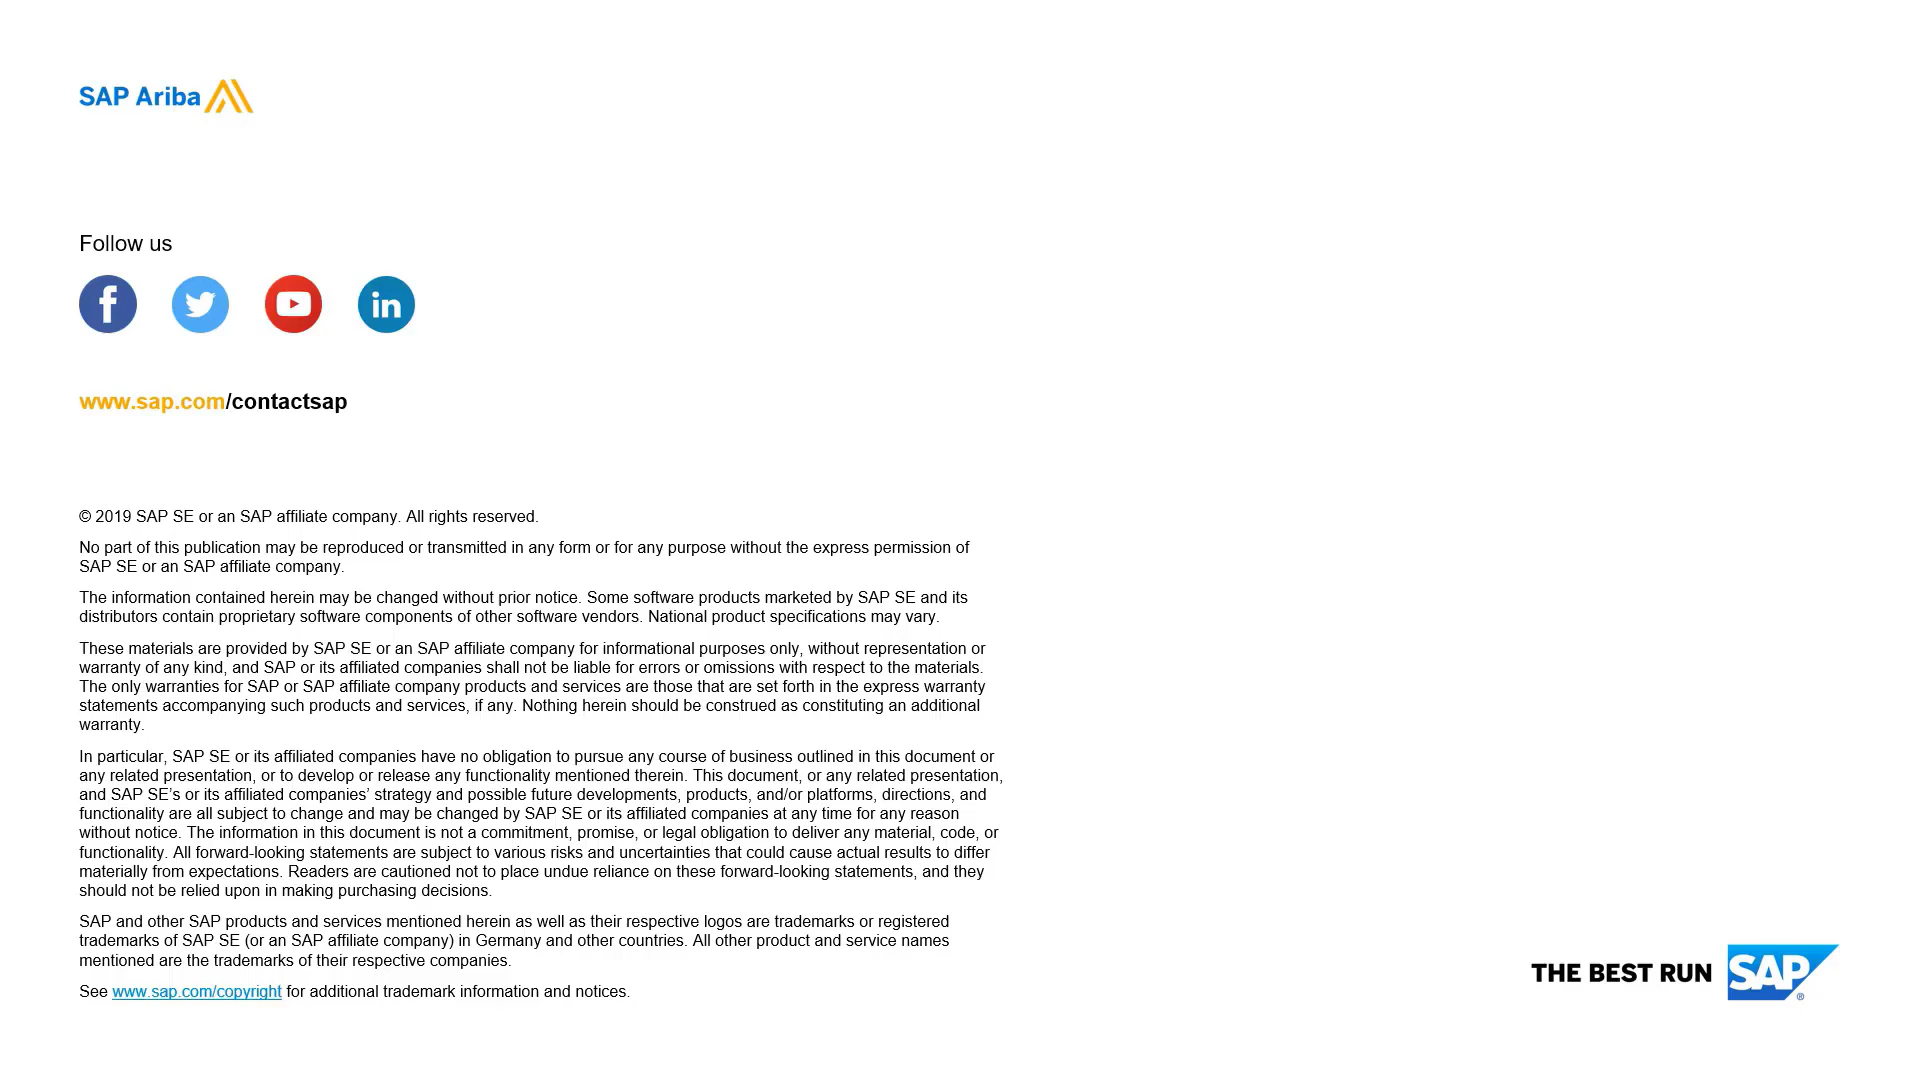 SAP Ariba
Follow us
www.sap.com/contactsap
© 2019 SAP SE or an SAP affiliate company. All rights reserved.
No part of this publication may be reproduced or transmitted in any form or for any purpose without the express permission of
SAP SE or an SAP affiliate company.
The information contained herein may be changed without prior notice. Some software products marketed by SAP SE and its
distributors contain proprietary software components of other software vendors. National product specifications may vary.
These materials are provided by SAP SE or an SAP affiliate company for informational purposes only, without representation or
warranty of any kind, and SAP or its affiliated companies shall not be liable for errors or omissions with respect to the materials.
The only warranties for SAP or SAP affiliate company products and services are those that are set forth in the express warranty
statements accompanying such products and services, if any. Nothing herein should be construed as constituting an additional
warranty.
In particular, SAP SE or its affiliated companies have no obligation to pursue any course of business outlined in this document or
any related presentation, or to develop or release any functionality mentioned therein. This document, or any related presentation,
and SAP SE’s or its affiliated companies’ strategy and possible future developments, products, and/or platforms, directions, and
functionality are all subject to change and may be changed by SAP SE or its affiliated companies at any time for any reason
without notice. The information in this document is not a commitment, promise, or legal obligation to deliver any material, code, or
functionality. All forward-looking statements are subject to various risks and uncertainties that could cause actual results to differ
materially from expectations. Readers are cautioned not to place undue reliance on these forward-looking statements, and they
should not be relied upon in making purchasing decisions.
SAP and other SAP products and services mentioned herein as well as their respective logos are trademarks or registered
trademarks of SAP SE (or an SAP affiliate company) in Germany and other countries. All other product and service names
mentioned are the trademarks of their respective companies.
See www.sap.com/copyright for additional trademark information and notices.
THE BEST RUN SAP®